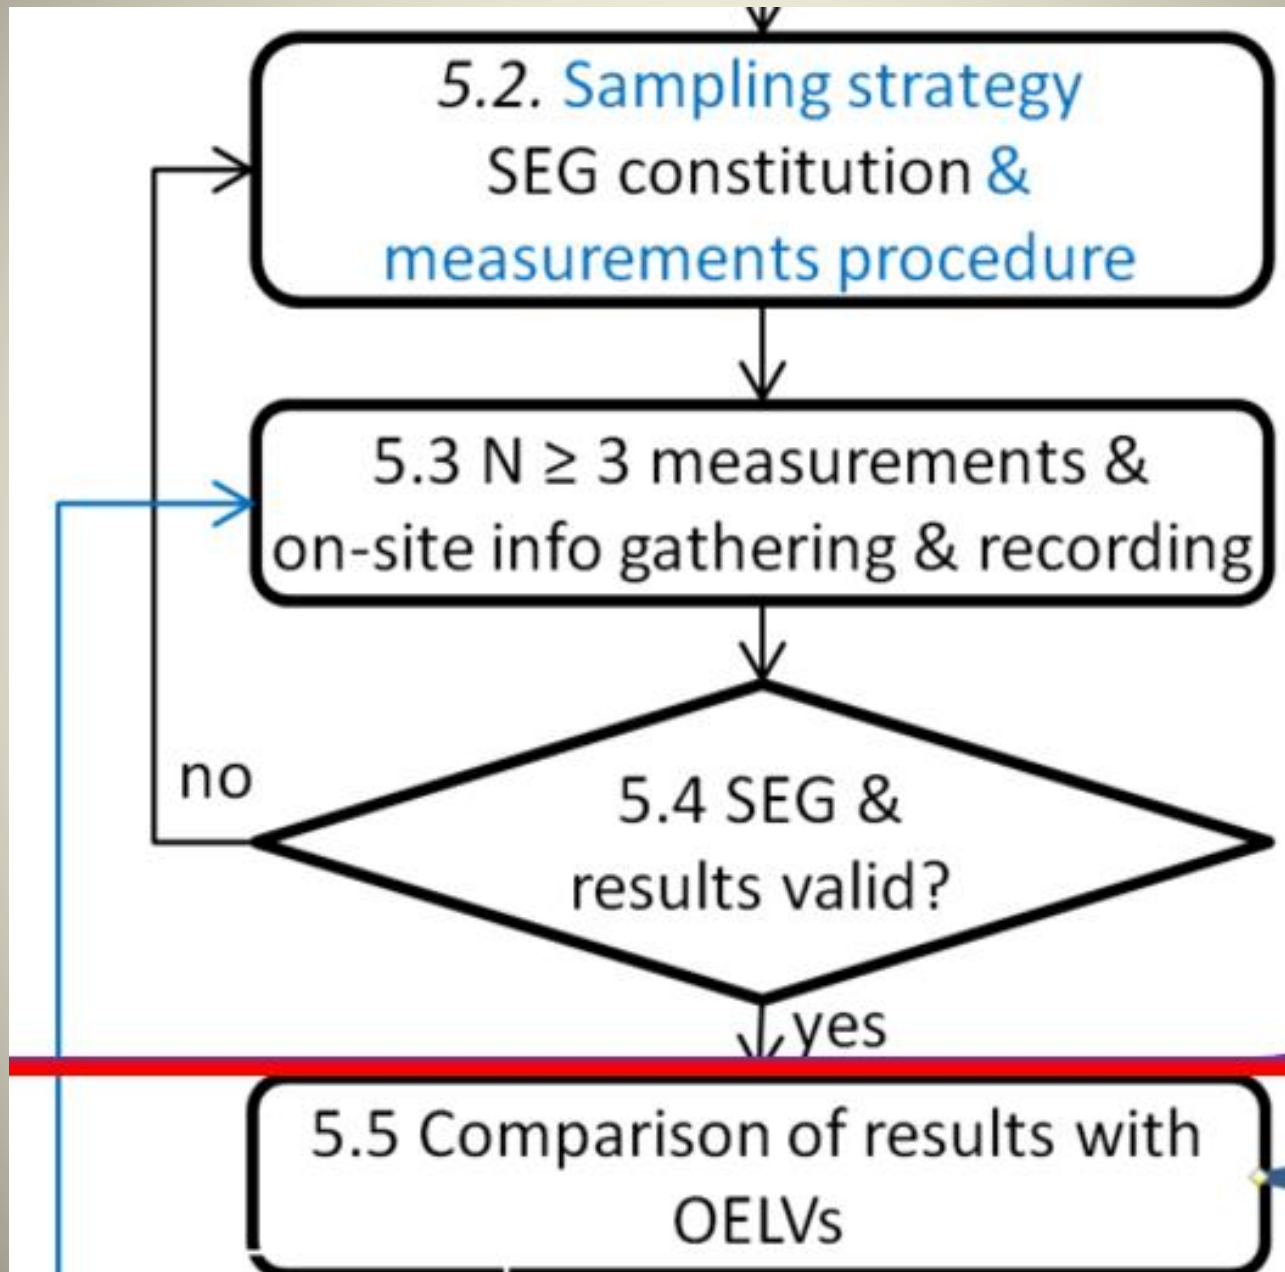 5.2. Sampling strategy
SEG constitution &
measurements procedure
5.3 N ≥ 3 measurements &
on-site info gathering & recording
no
5.4 SEG &
results valid?
yes
5.5 Comparison of results with
OELVs